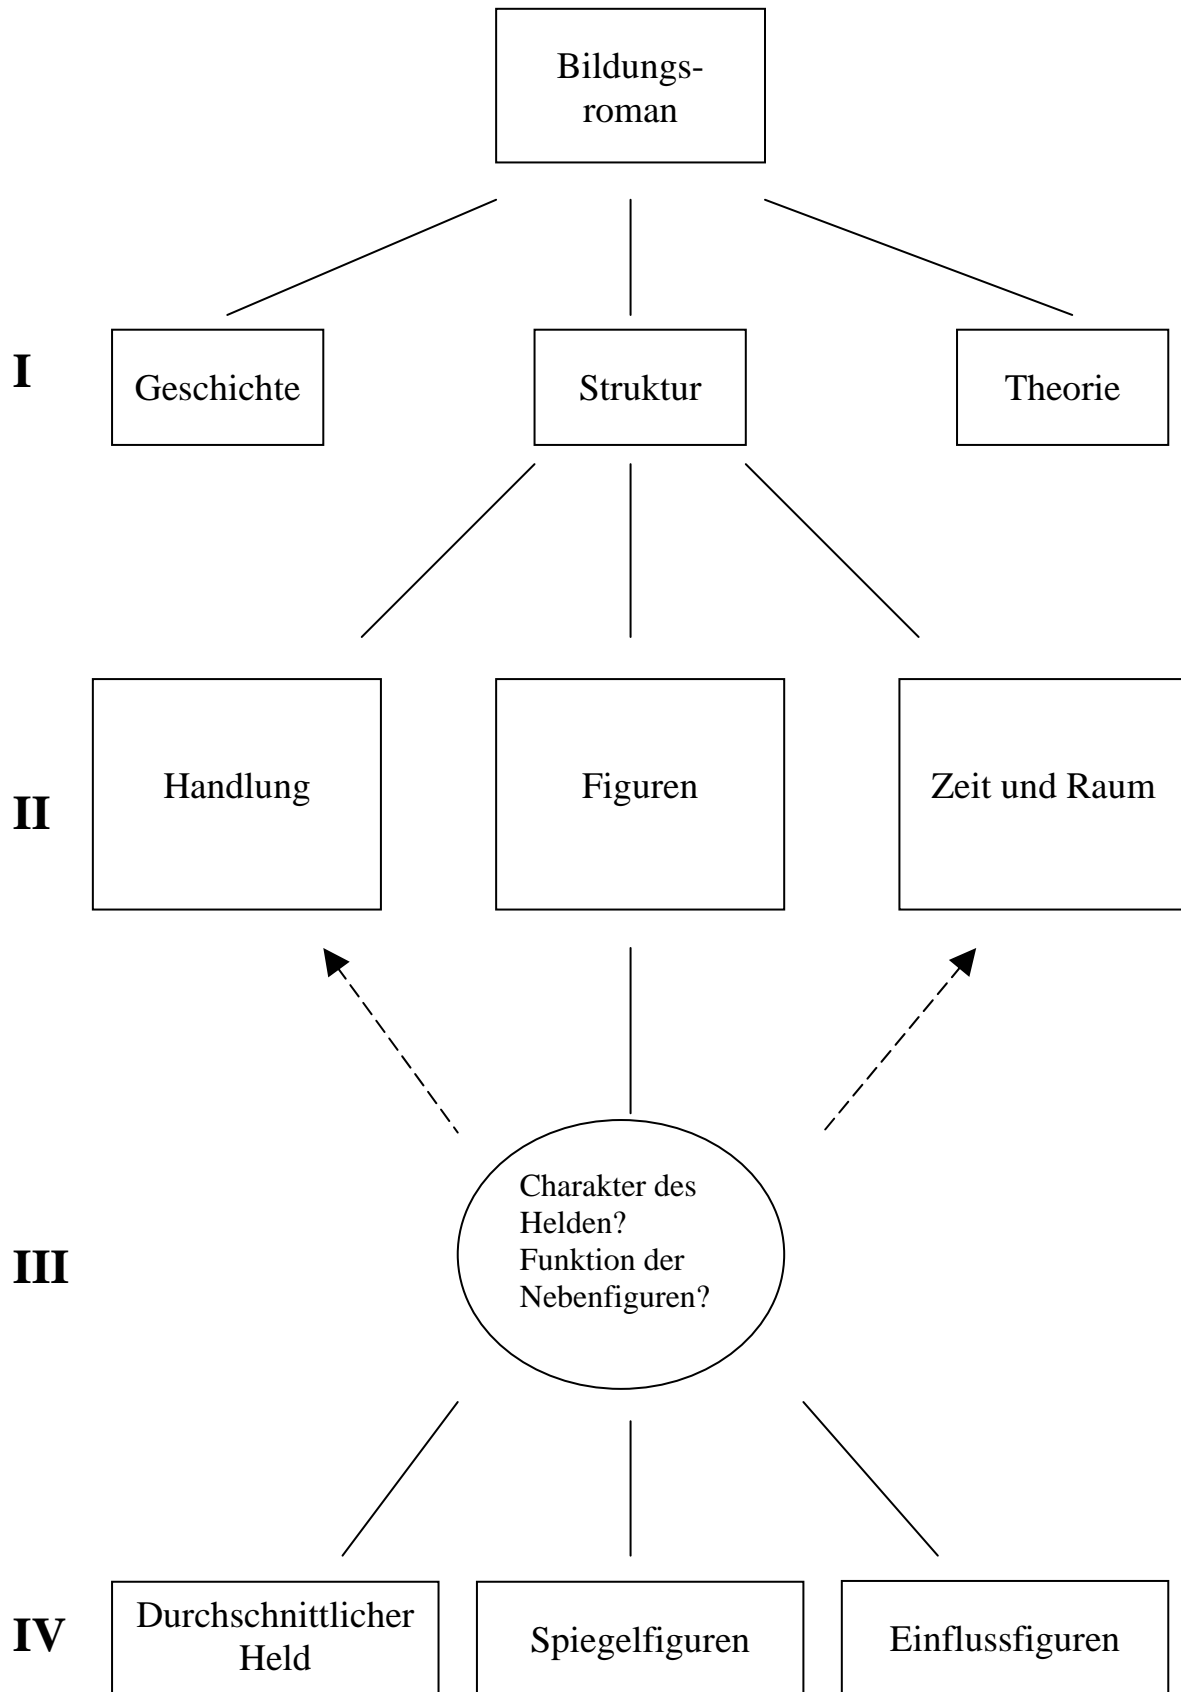 Bildungs-
roman
I
Geschichte
Struktur
Theorie
II
Handlung
Figuren
Zeit und Raum
III
Charakter des
Helden?
Funktion der
Nebenfiguren?
IV
Durchschnittlicher
Held
Spiegelfiguren
Einflussfiguren